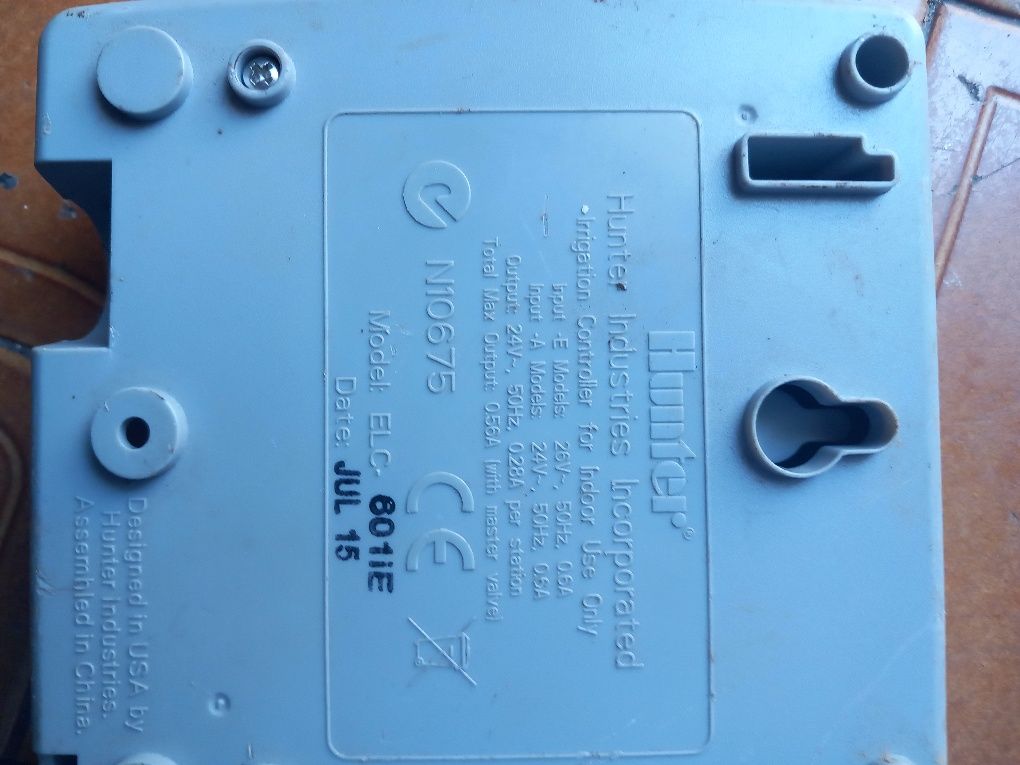 Hunter®
Hunter Industries Incorporated
•Irrigation Controller for Indoor Use Only
Input -E Models: 26V~, 50Hz, 0.6A
Input -A Models: 24V~, 50Hz, 0.5A
Output: 24V~, 50Hz, 0.28A per station
Total Max Output: 0.56A (with master valve)
N10675
CE
Model: ELC- 601iE
Date: JUL 15
Designed in USA by
Hunter Industries.
Assembled in China.